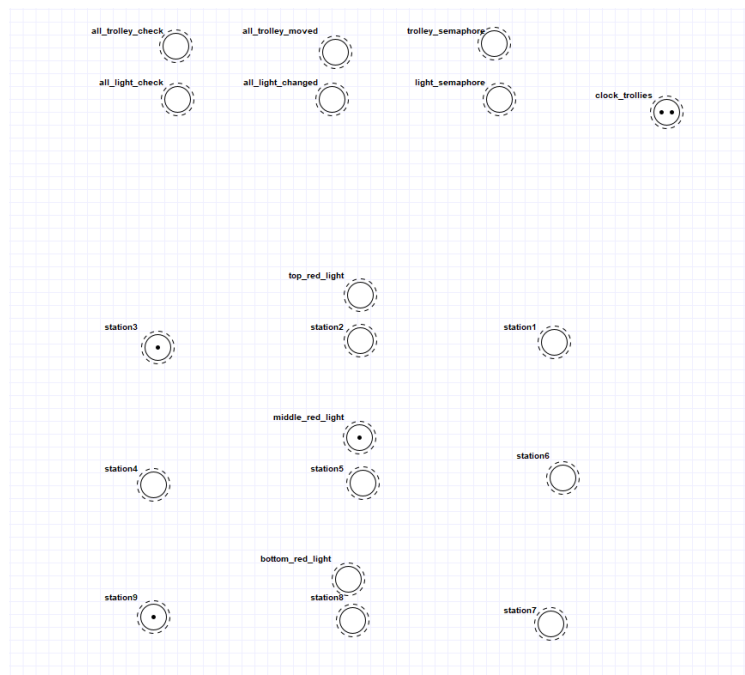 all_trolley_check
all_trolley_moved
trolley_semaphore
all_light_check
all_light_changed
light_semaphore
clock_trollies
top_red_light
station3
station2
station1
middle_red_light
station6
station4
station5
bottom_red_light
station9
station8
station7